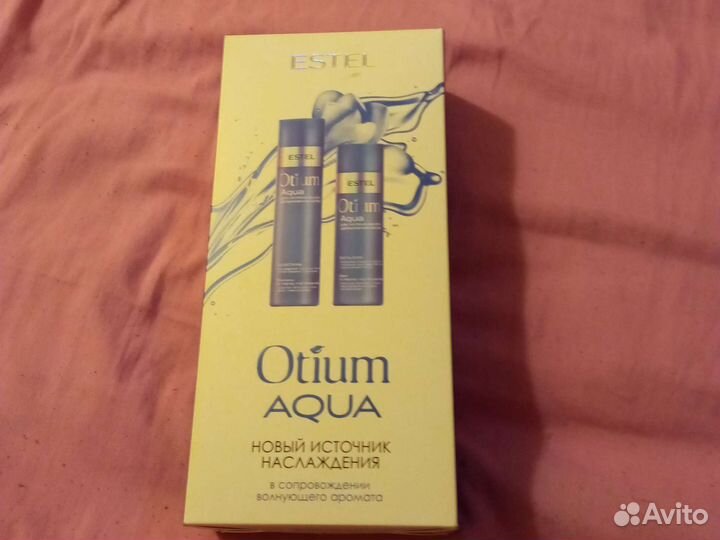 ESTEL
ESTEL
Otium
Aqua
ESTEL
Otium
Aqua
Otium
AQUA
НОВЫЙ ИСТОЧНИК
НАСЛАЖДЕНИЯ
в сопровождении
волнующего аромата
Avito